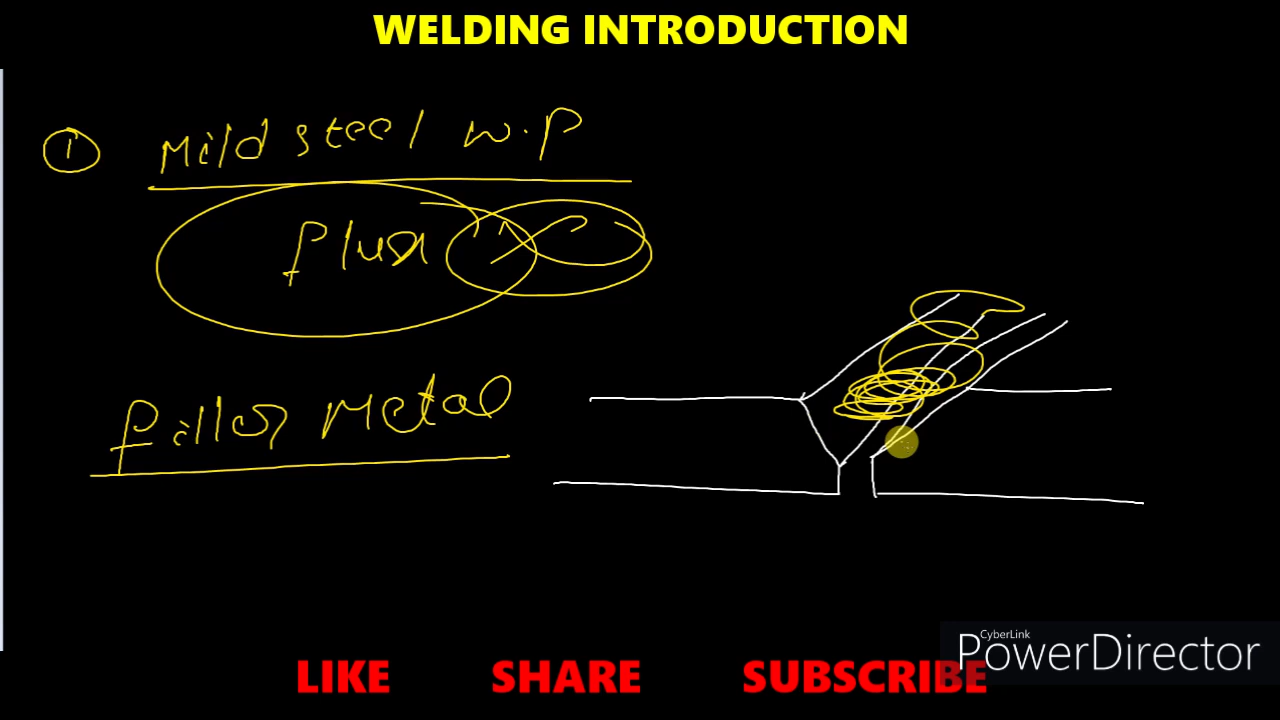 WELDING INTRODUCTION
① Mild steel W.P
flux
filler Metal
LIKE SHARE SUBSCRIBE
CyberLink
PowerDirector